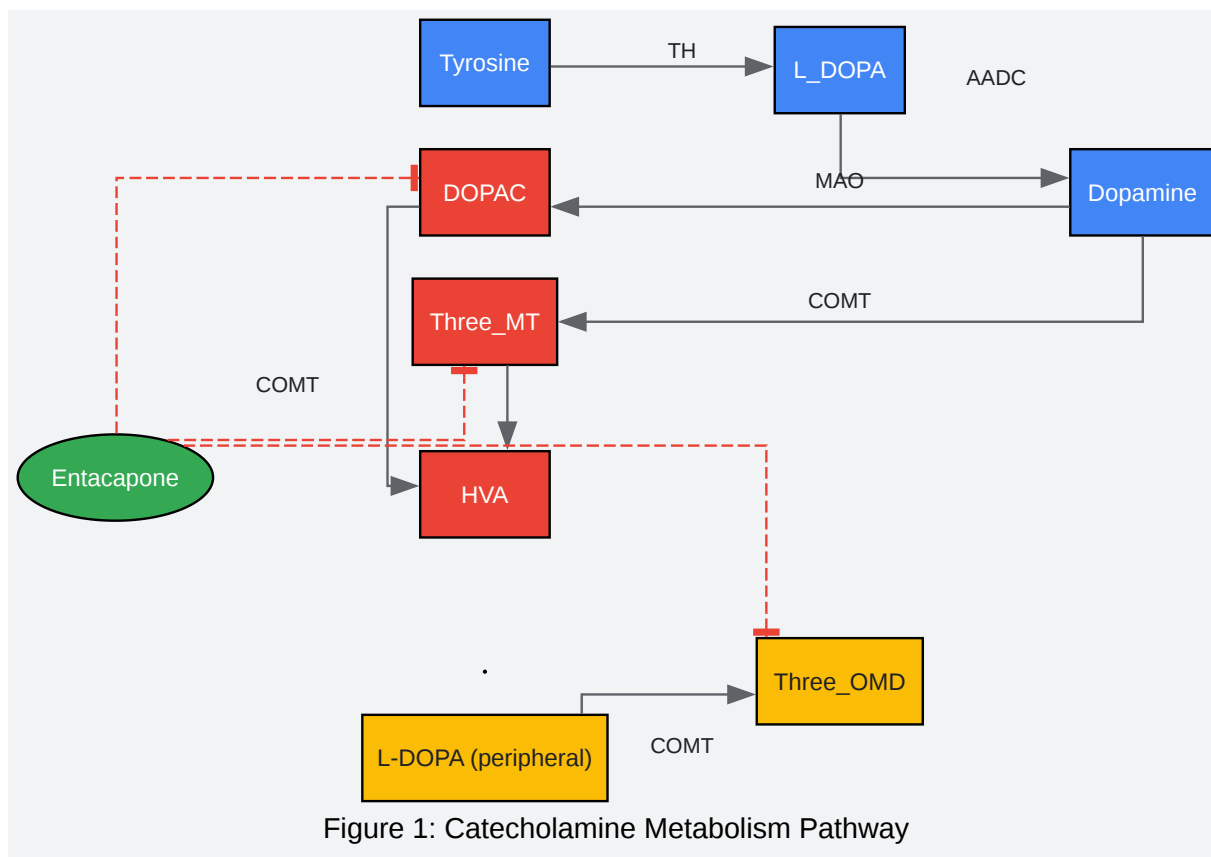 Tyrosine
TH
L_DOPA
AADC
DOPAC
MAO
Dopamine
Three_MT
COMT
COMT
Entacapone
HVA
Three_OMD
L-DOPA (peripheral)
COMT
Figure 1: Catecholamine Metabolism Pathway